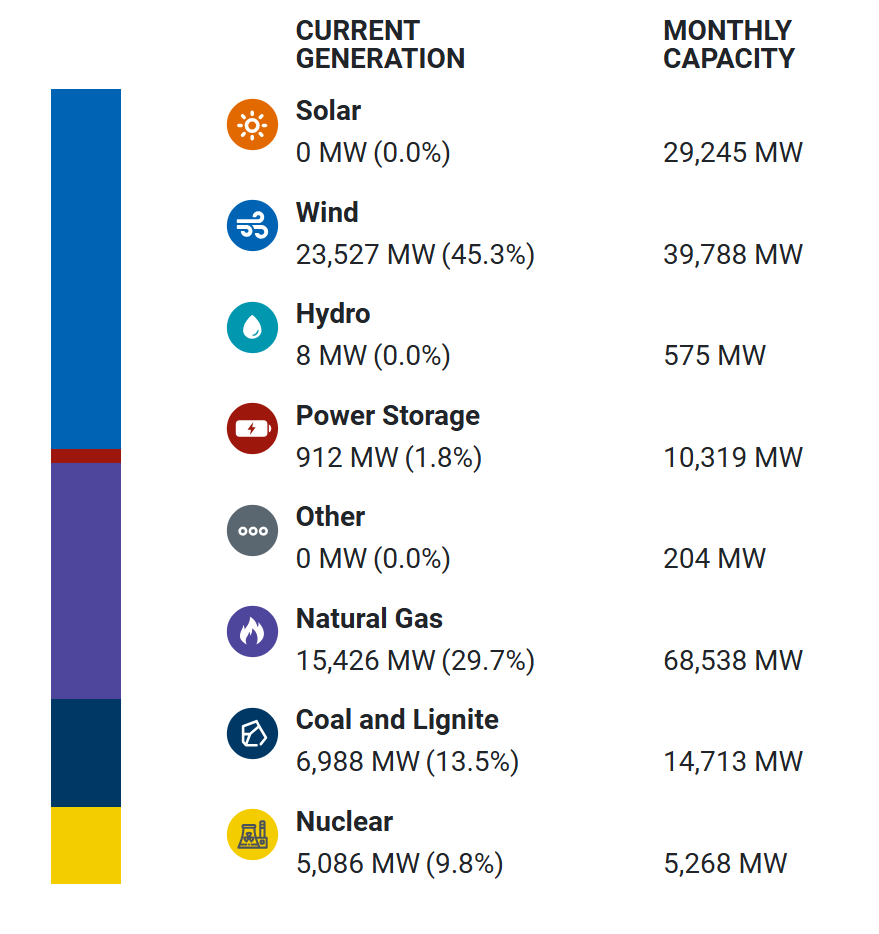 CURRENT GENERATION
MONTHLY CAPACITY
Solar
0 MW (0.0%) 29,245 MW
Wind
23,527 MW (45.3%) 39,788 MW
Hydro
8 MW (0.0%) 575 MW
Power Storage
912 MW (1.8%) 10,319 MW
Other
0 MW (0.0%) 204 MW
Natural Gas
15,426 MW (29.7%) 68,538 MW
Coal and Lignite
6,988 MW (13.5%) 14,713 MW
Nuclear
5,086 MW (9.8%) 5,268 MW